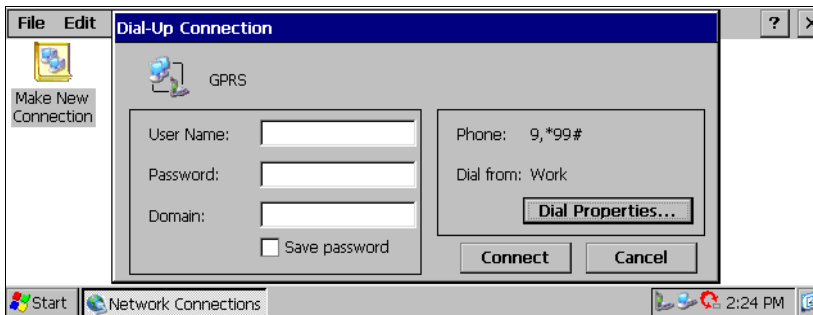 File Edit
?
Dial-Up Connection
GPRS
Make New
Connection
User Name:
Password:
Domain:
Save password
Phone: 9,*99#
Dial from: Work
Dial Properties...
Connect
Cancel
Start
Network Connections
2:24 PM